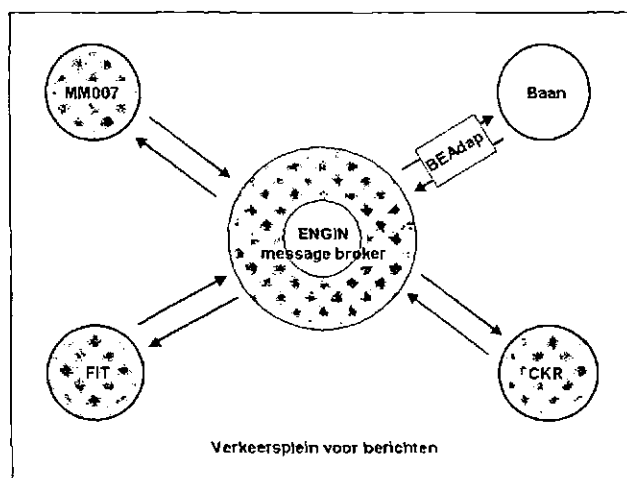 MM007
Baan
BEAdap
ENGIN
message broker
FIT
CKR
Verkeersplein voor berichten